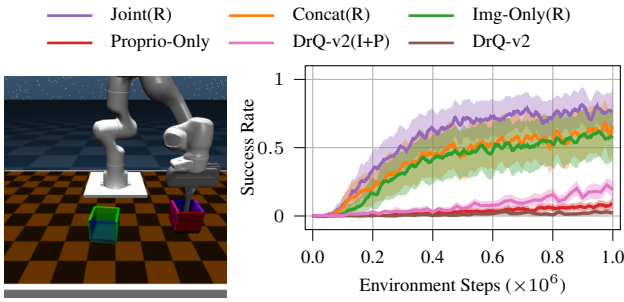 Joint(R) Concat(R) Img-Only(R)
Proprio-Only DrQ-v2(I+P) DrQ-v2
1
0.5
0
Success Rate
0.0 0.2 0.4 0.6 0.8 1.0
Environment Steps (×10⁶)